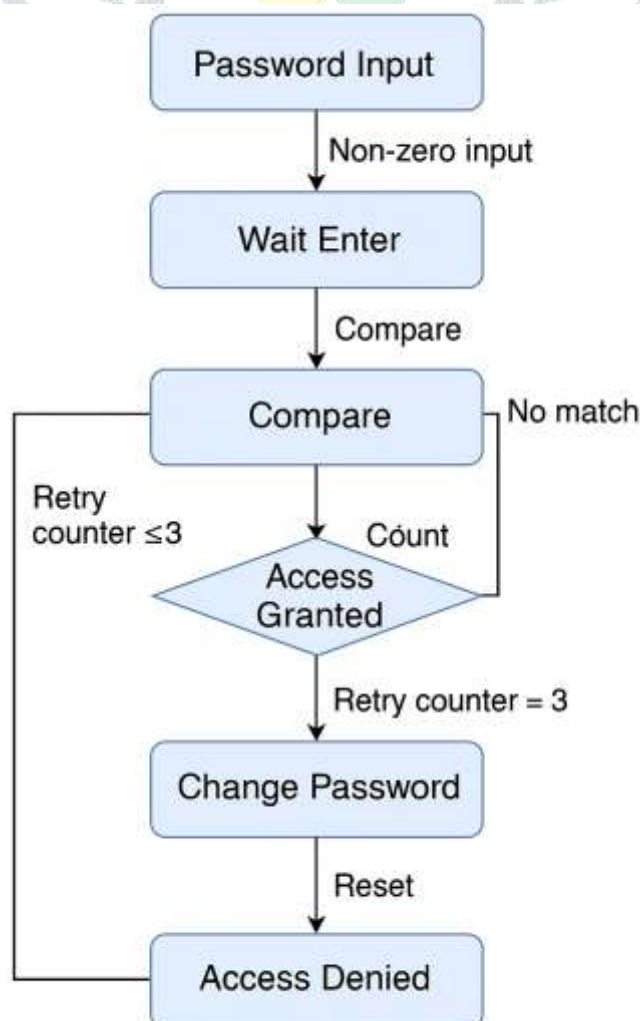 Password Input
Non-zero input
Wait Enter
Compare
Compare
No match
Retry
counter ≤3
Cóunt
Access
Granted
Retry counter = 3
Change Password
Reset
Access Denied